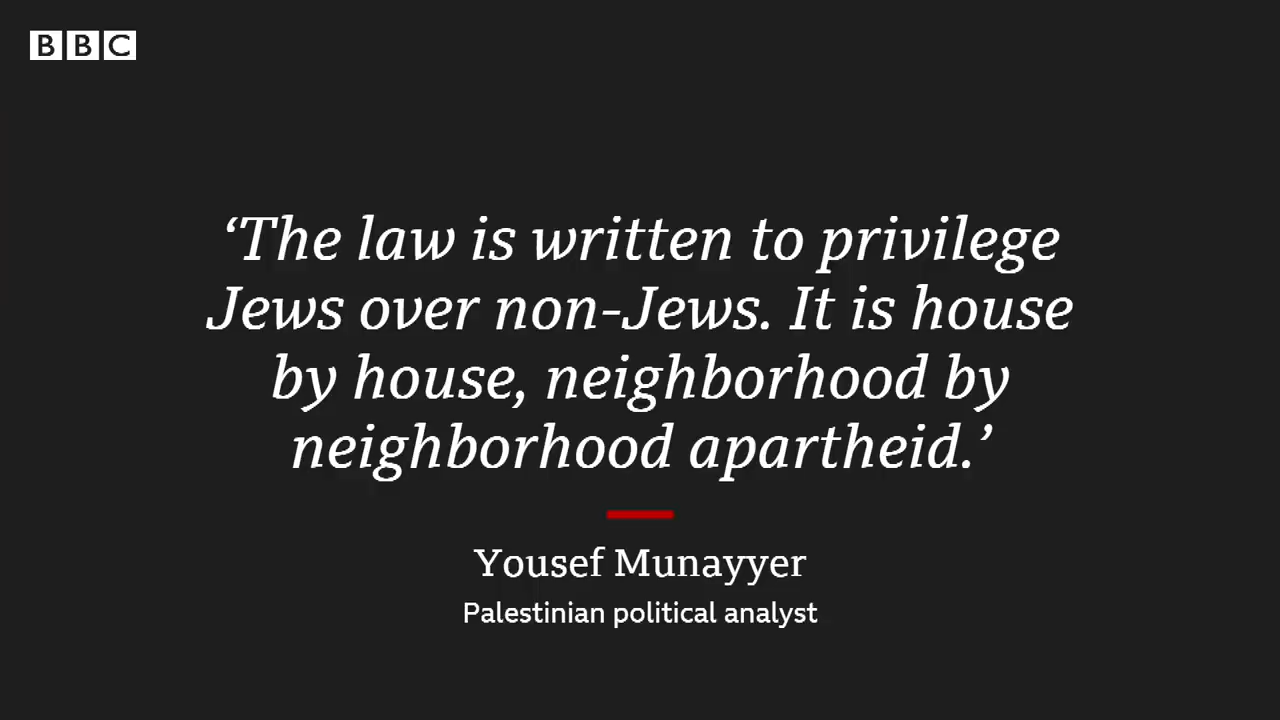 BBC
‘The law is written to privilege
Jews over non-Jews. It is house
by house, neighborhood by
neighborhood apartheid.’
Yousef Munayyer
Palestinian political analyst